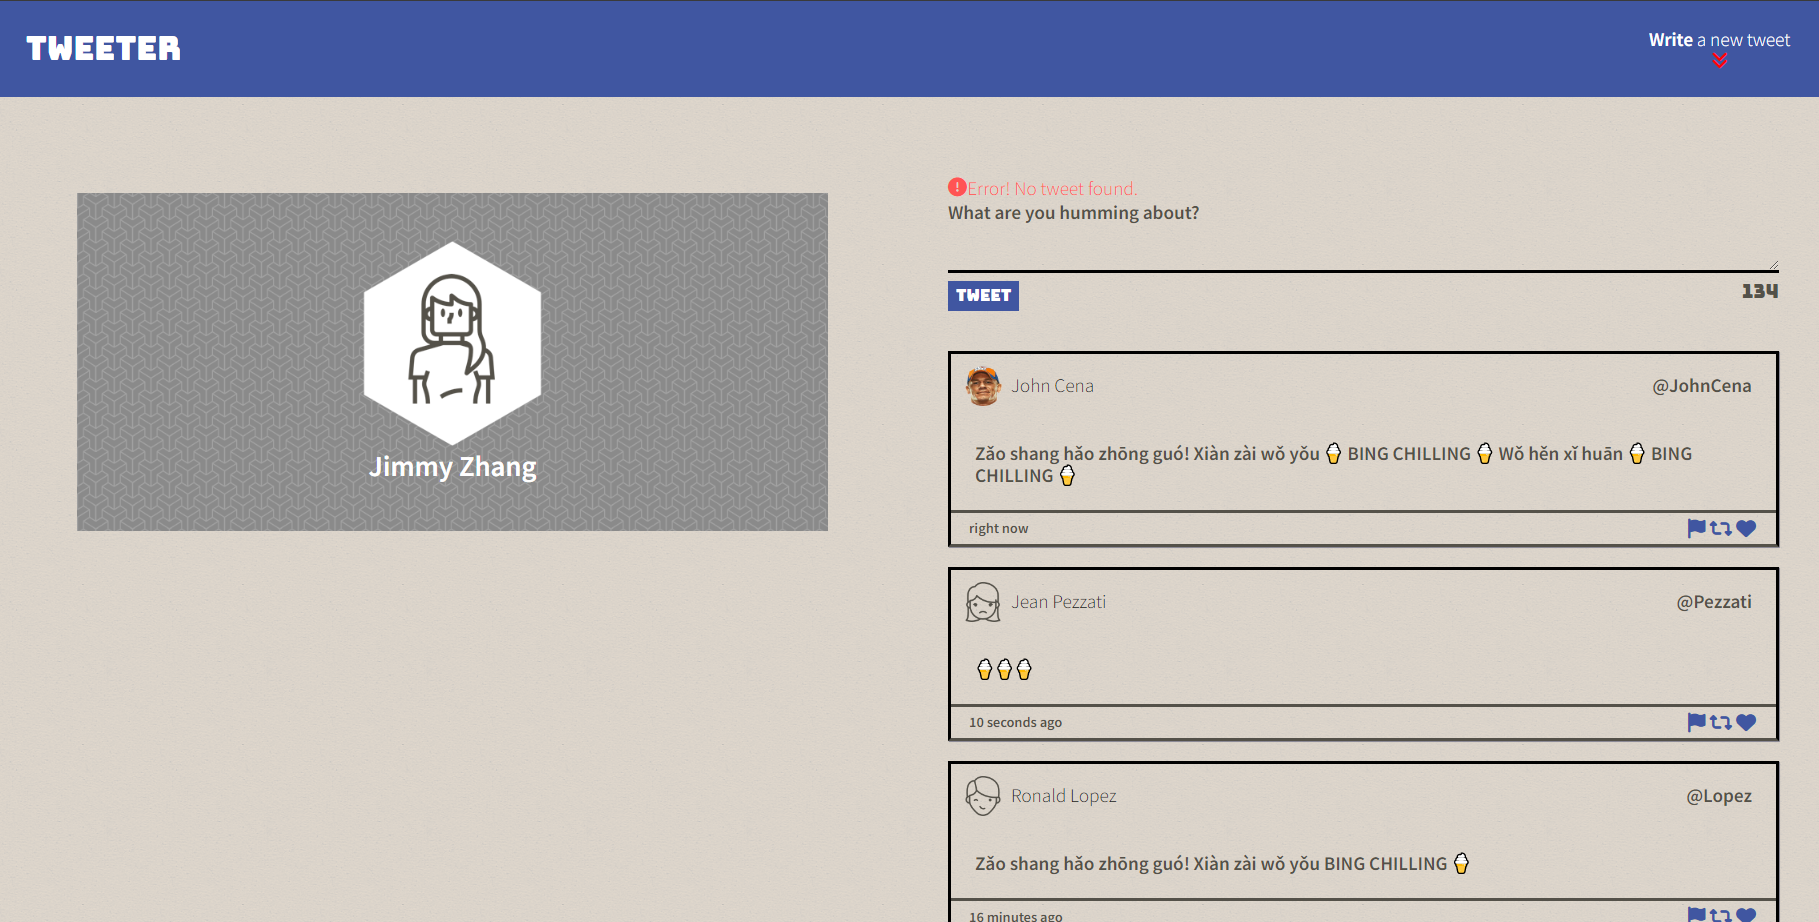 TWEETER
Write a new tweet
Jimmy Zhang
Error! No tweet found.
What are you humming about?
TWEET
134
John Cena
@JohnCena
Zǎo shang hǎo zhōng guó! Xiàn zài wǒ yǒu 🍦 BING CHILLING 🍦 Wǒ hěn xǐ huān 🍦 BING
CHILLING 🍦
right now
Jean Pezzati
@Pezzati
🍦🍦🍦
10 seconds ago
Ronald Lopez
@Lopez
Zǎo shang hǎo zhōng guó! Xiàn zài wǒ yǒu BING CHILLING 🍦
16 minutes ago